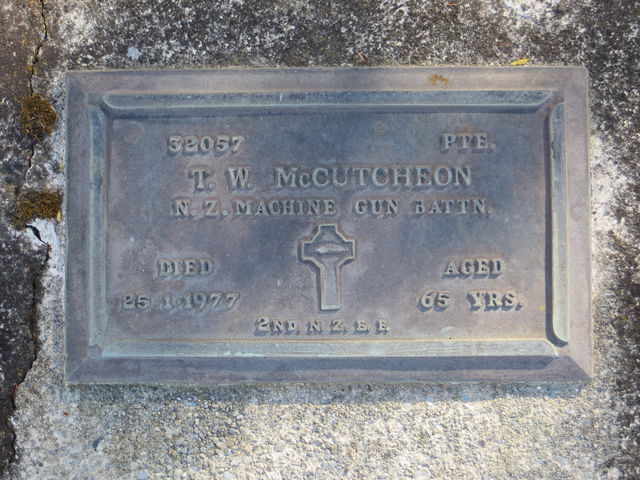 32057 PTE.
T. W. McCUTCHEON
N. Z. MACHINE GUN BATTN.
DIED AGED
25·1·1977 65 YRS.
2ND. N. Z. E. F.